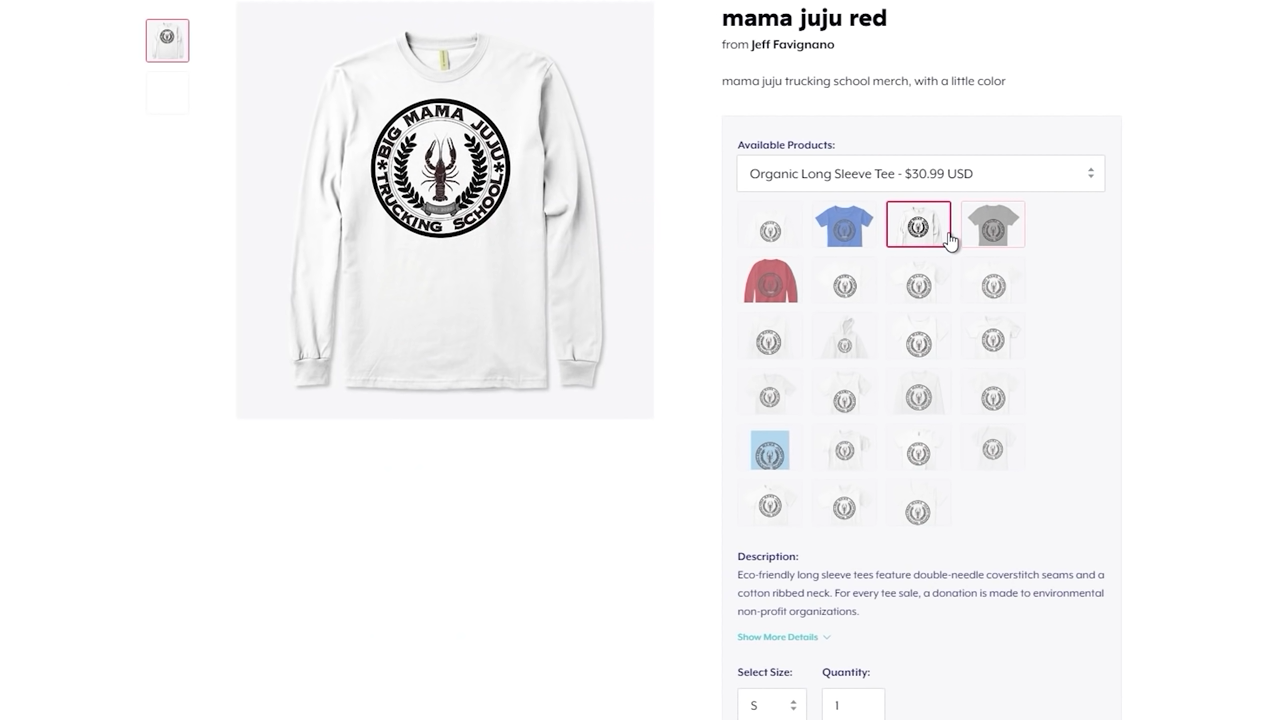 mama juju red
from Jeff Favignano
mama juju trucking school merch, with a little color
BIG MAMA JUJU
TRUCKING SCHOOL
Available Products:
Organic Long Sleeve Tee - $30.99 USD
Description:
Eco-friendly long sleeve tees feature double-needle coverstitch seams and a
cotton ribbed neck. For every tee sale, a donation is made to environmental
non-profit organizations.
Show More Details
Select Size:
Quantity:
S
1